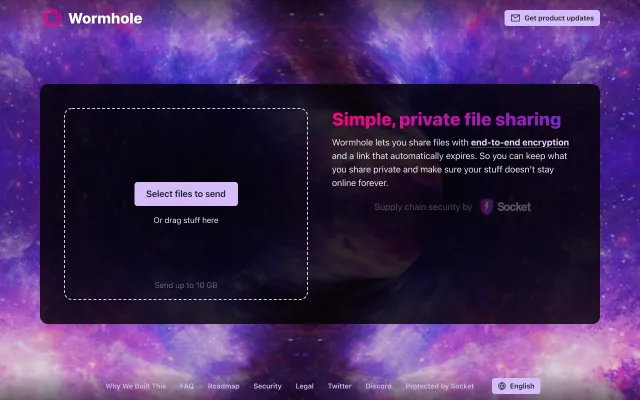 Wormhole
Get product updates
Select files to send
Or drag stuff here
Send up to 10 GB
Simple, private file sharing
Wormhole lets you share files with end-to-end encryption
and a link that automatically expires. So you can keep what
you share private and make sure your stuff doesn't stay
online forever.
Supply chain security by Socket
Why We Built This FAQ Roadmap Security Legal Twitter Discord Protected by Socket English